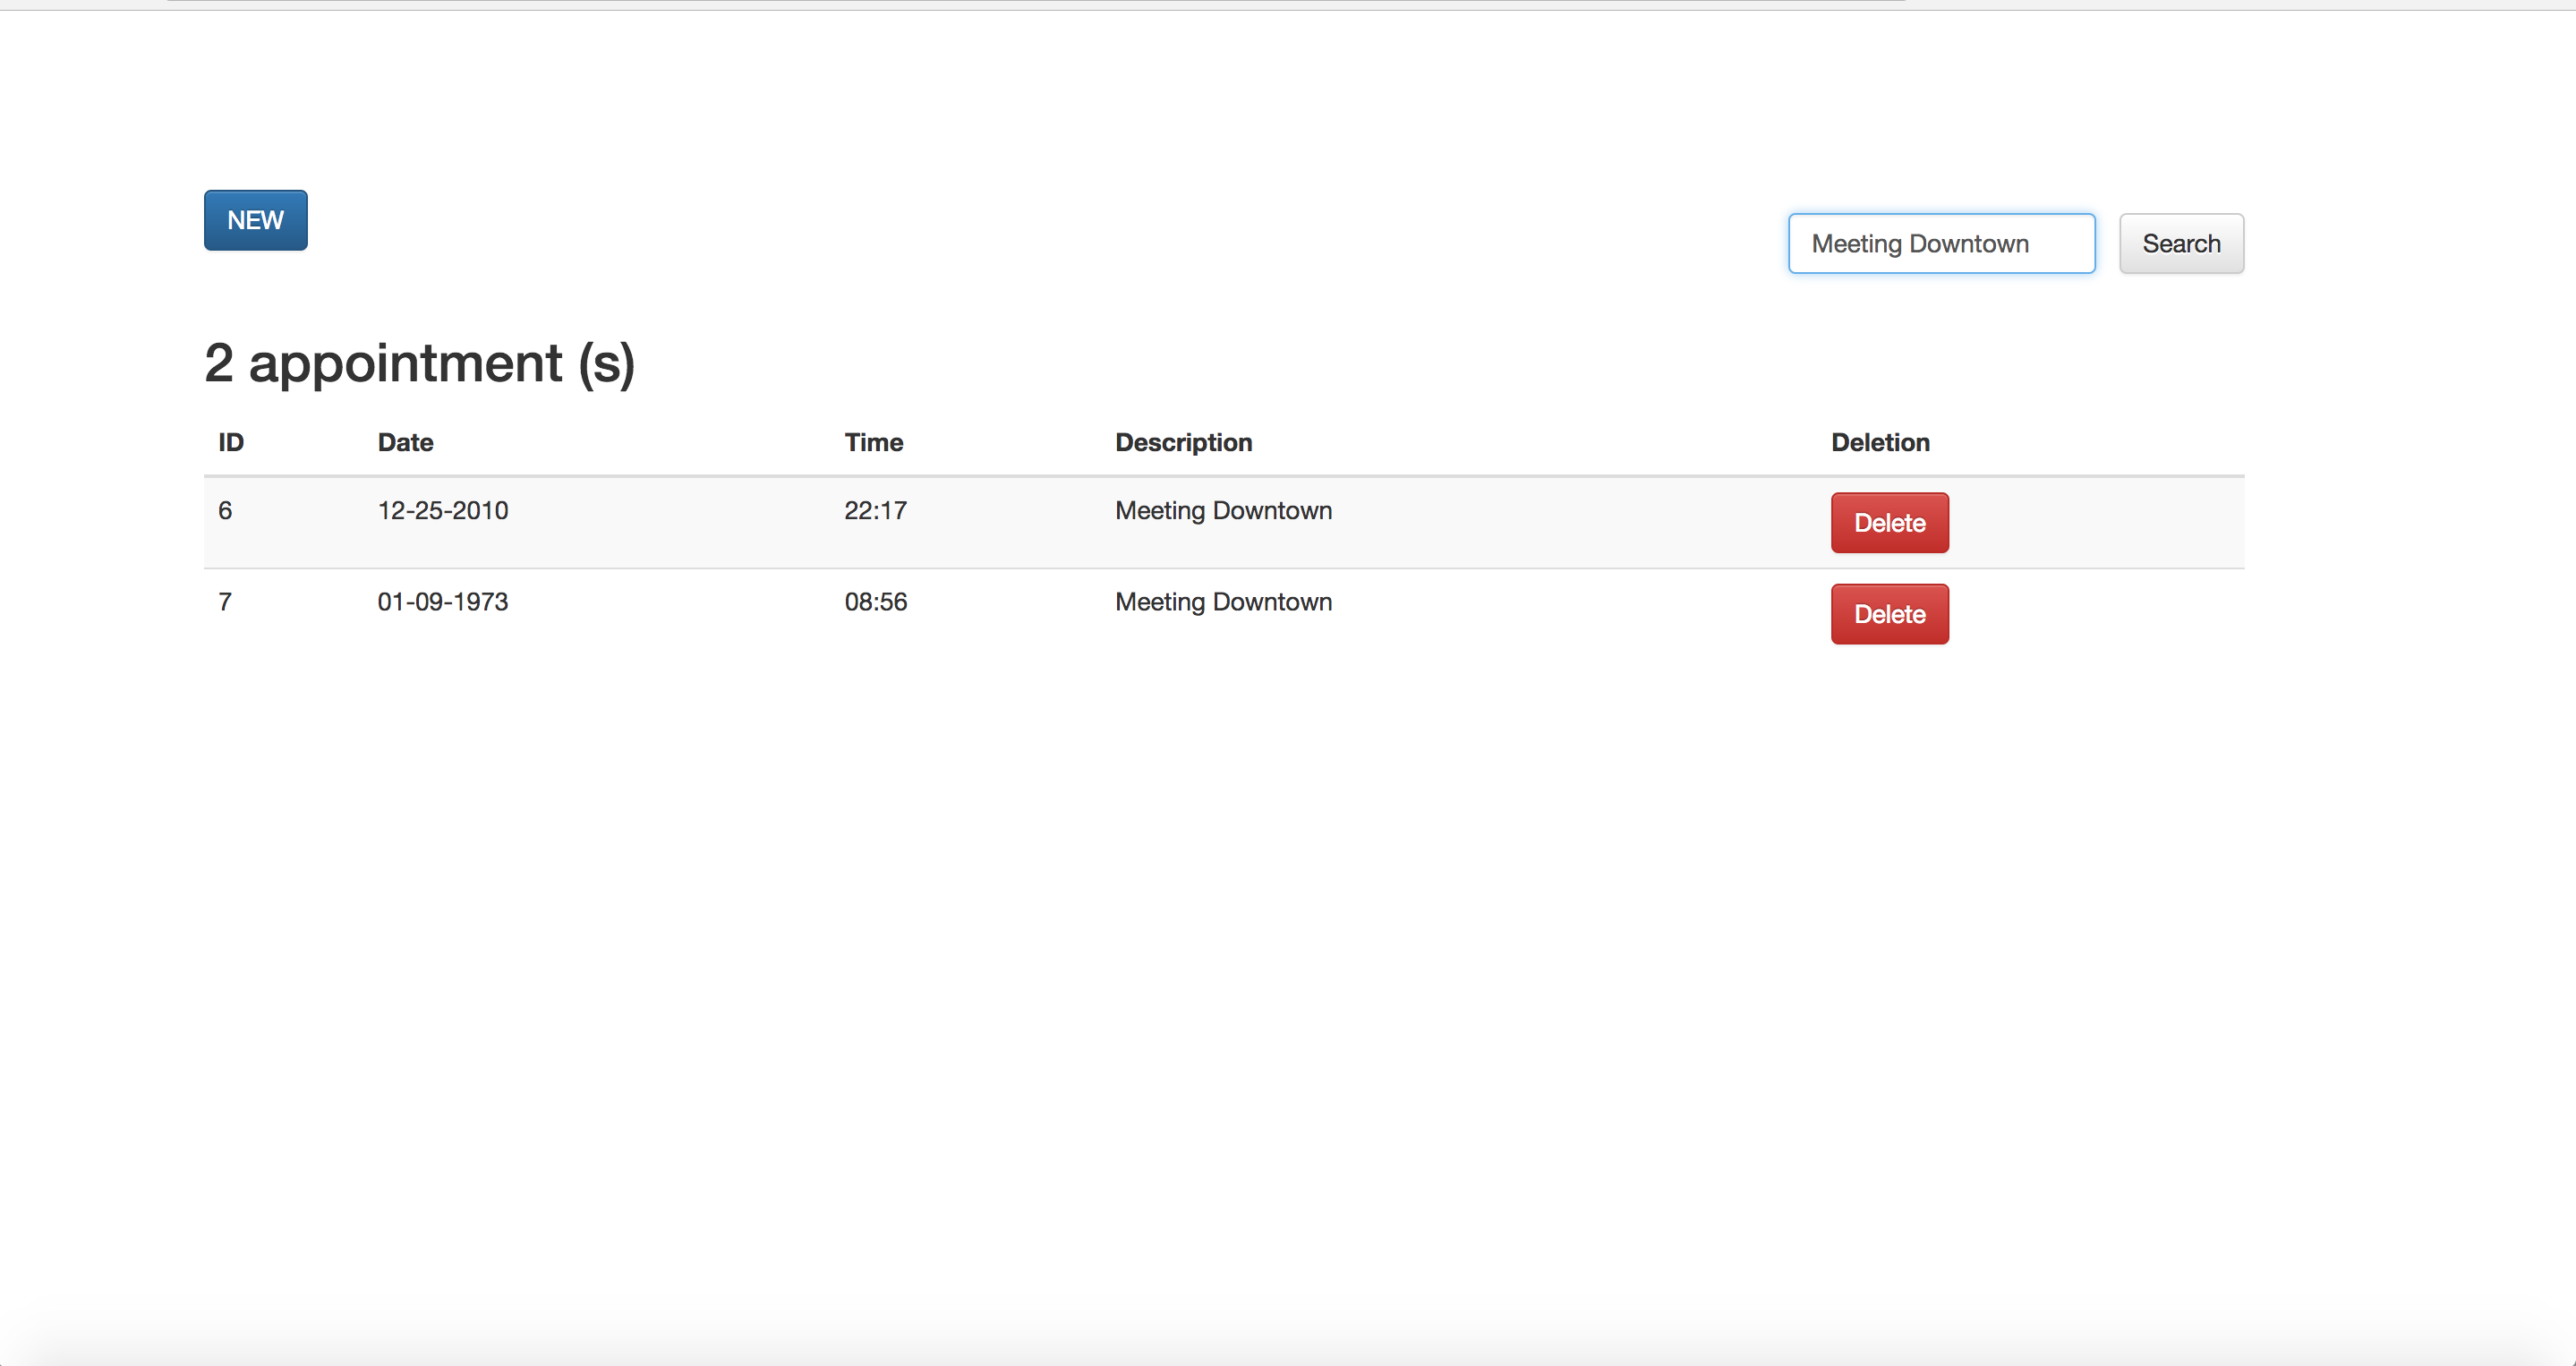 NEW
Meeting Downtown Search
2 appointment (s)
ID Date Time Description Deletion
6 12-25-2010 22:17 Meeting Downtown Delete
7 01-09-1973 08:56 Meeting Downtown Delete